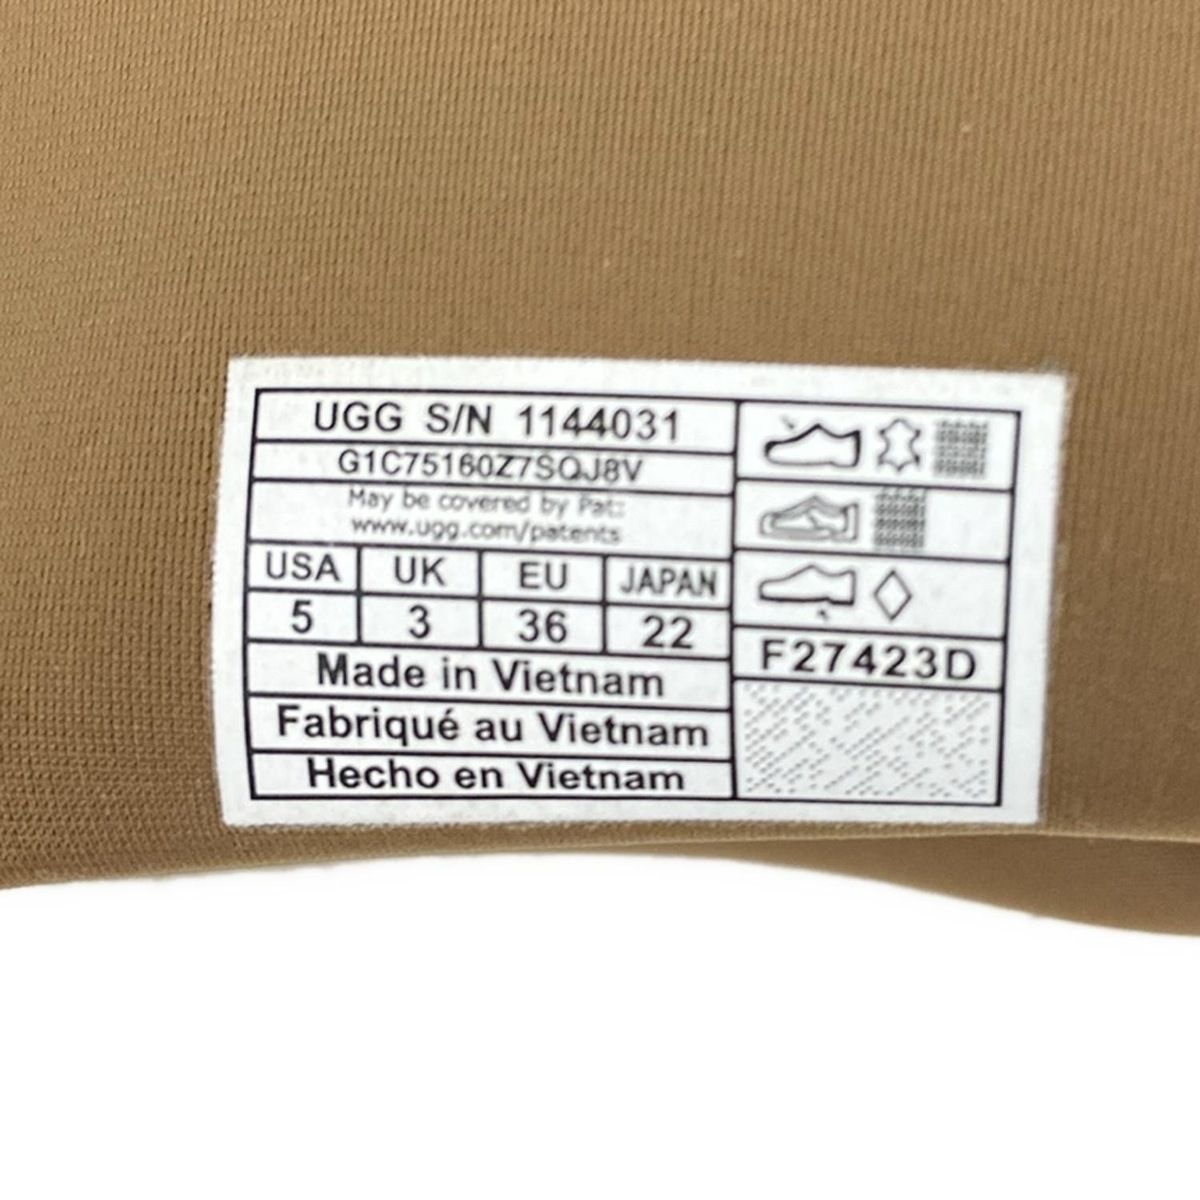 UGG S/N 1144031
G1C75160Z7SQJ8V
May be covered by Pat:
www.ugg.com/patents
USA UK EU JAPAN
5 3 36 22
Made in Vietnam
Fabriqué au Vietnam
Hecho en Vietnam
F27423D